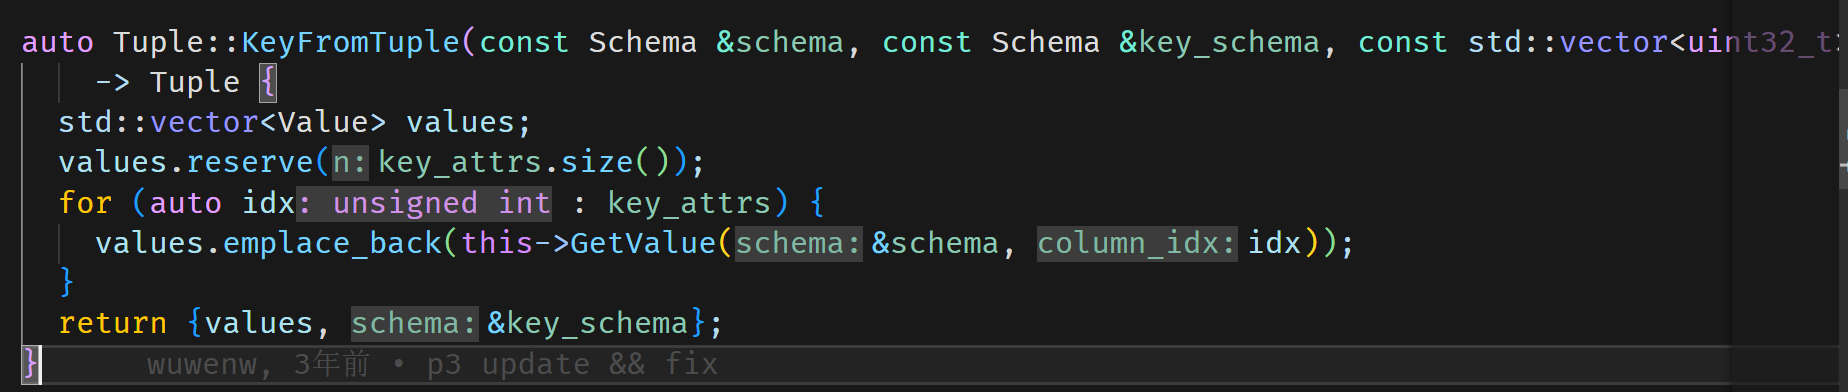 auto Tuple::KeyFromTuple(const Schema &schema, const Schema &key_schema, const std::vector<uint32_t>
-> Tuple {
std::vector<Value> values;
values.reserve(n: key_attrs.size());
for (auto idx: unsigned int : key_attrs) {
values.emplace_back(this->GetValue(schema: &schema, column_idx: idx));
}
return {values, schema: &key_schema};
} wuwenw, 3年前 • p3 update && fix